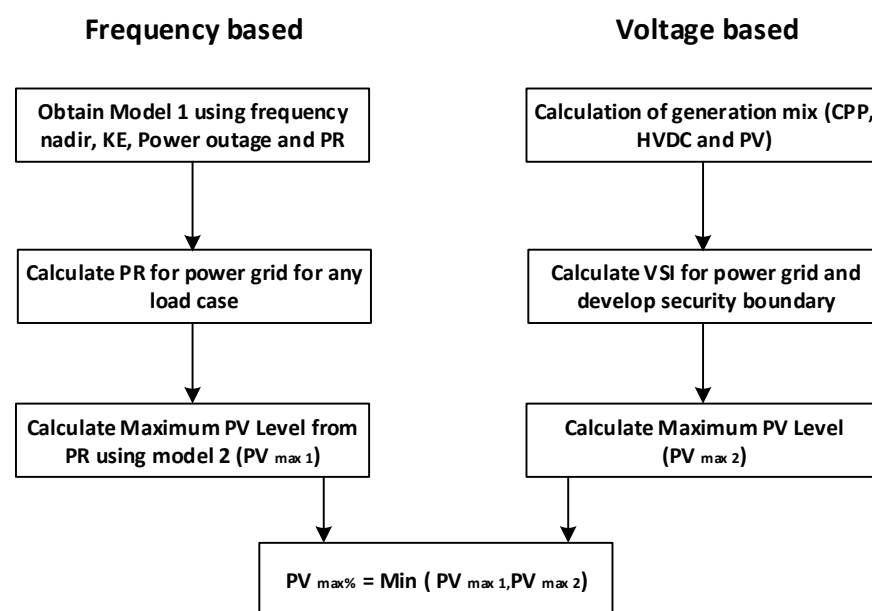 Frequency based
Obtain Model 1 using frequency
nadir, KE, Power outage and PR
Calculate PR for power grid for any
load case
Calculate Maximum PV Level from
PR using model 2 (PV max 1)
Voltage based
Calculation of generation mix (CPP,
HVDC and PV)
Calculate VSI for power grid and
develop security boundary
Calculate Maximum PV Level
(PV max 2)
PV max% = Min ( PV max 1,PV max 2)